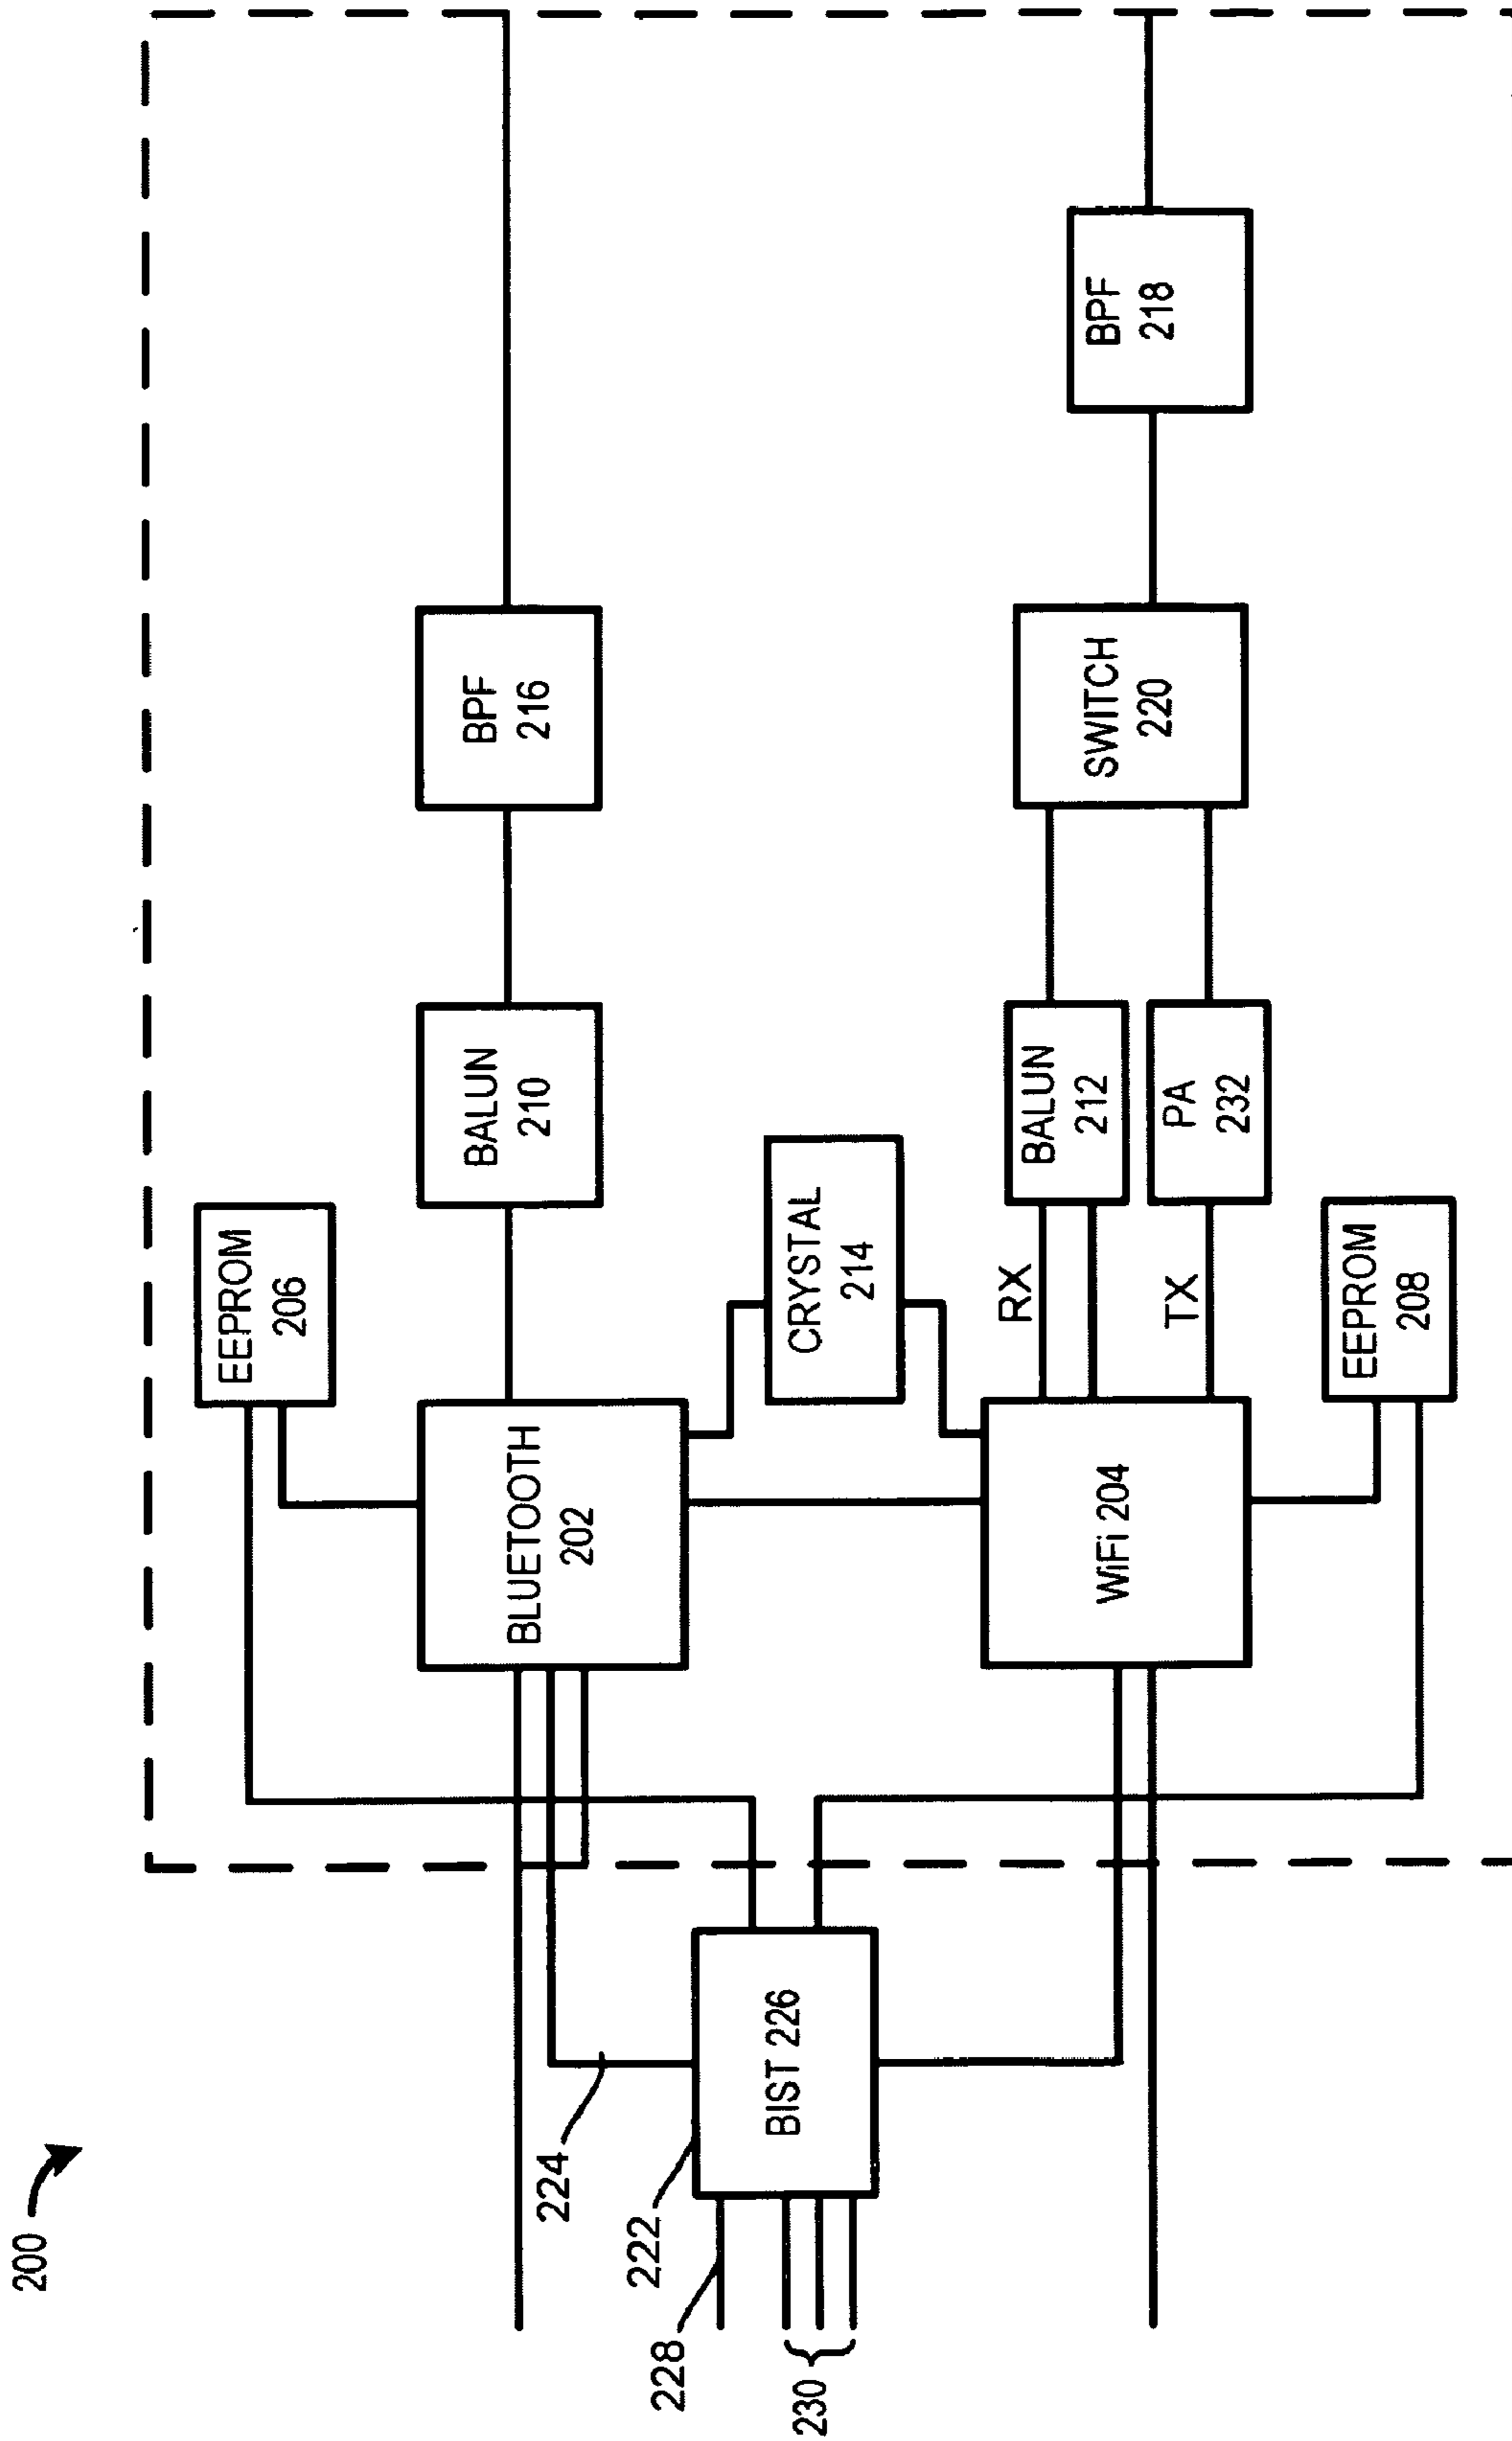 200
EEPROM
206
BLUETOOTH
202
BALUN
210
BPF
216
CRYSTAL
214
224
222
228
230
BIST 226
WiFi 204
RX
TX
BALUN
212
PA
232
SWITCH
220
BPF
218
EEPROM
208